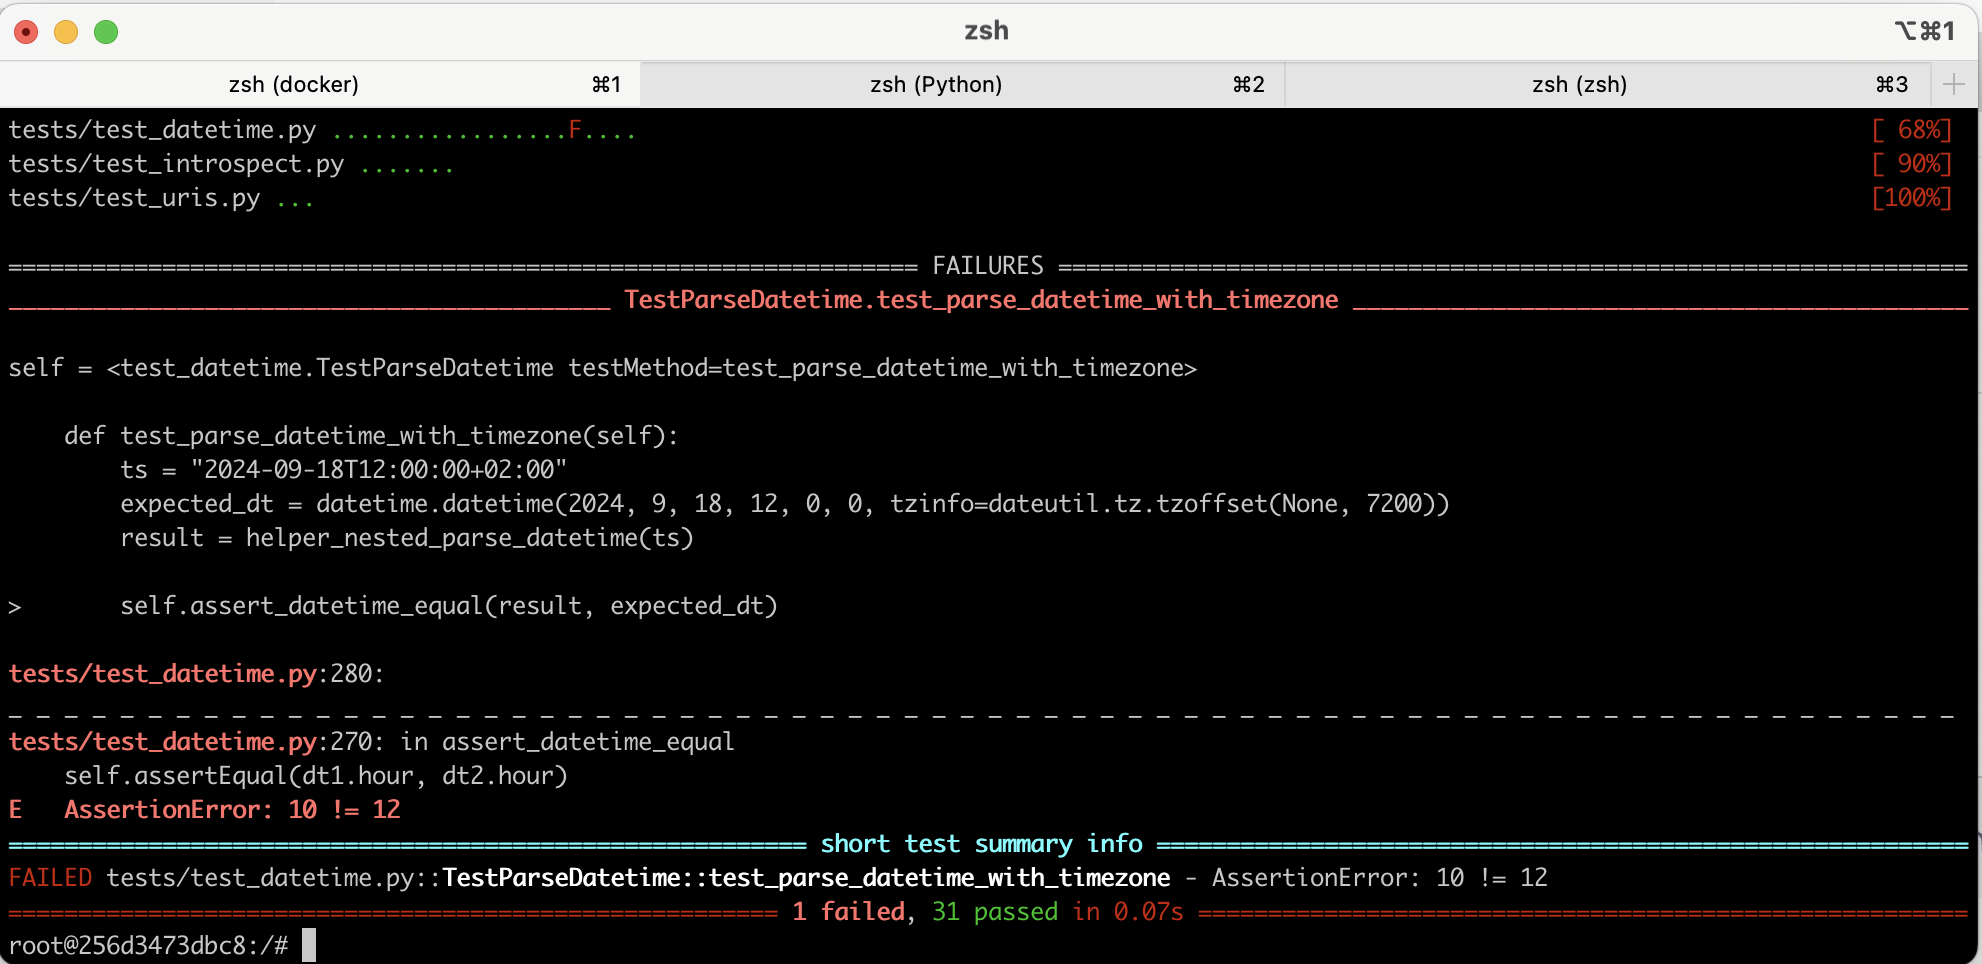 zsh
⌥⌘1
zsh (docker) ⌘1 zsh (Python) ⌘2 zsh (zsh) ⌘3 +
tests/test_datetime.py .................F.... [ 68%]
tests/test_introspect.py ....... [ 90%]
tests/test_uris.py ... [100%]
================================================================= FAILURES =================================================================
___________________________________________ TestParseDatetime.test_parse_datetime_with_timezone ____________________________________________
self = <test_datetime.TestParseDatetime testMethod=test_parse_datetime_with_timezone>
    def test_parse_datetime_with_timezone(self):
        ts = "2024-09-18T12:00:00+02:00"
        expected_dt = datetime.datetime(2024, 9, 18, 12, 0, 0, tzinfo=dateutil.tz.tzoffset(None, 7200))
        result = helper_nested_parse_datetime(ts)
>       self.assert_datetime_equal(result, expected_dt)
tests/test_datetime.py:280:
_ _ _ _ _ _ _ _ _ _ _ _ _ _ _ _ _ _ _ _ _ _ _ _ _ _ _ _ _ _ _ _ _ _ _ _ _ _ _ _ _ _ _ _ _ _ _ _ _ _ _ _ _ _ _ _ _ _ _ _ _ _ _ _ _ _ _ _ _ _
tests/test_datetime.py:270: in assert_datetime_equal
    self.assertEqual(dt1.hour, dt2.hour)
E   AssertionError: 10 != 12
========================================================= short test summary info ==========================================================
FAILED tests/test_datetime.py::TestParseDatetime::test_parse_datetime_with_timezone - AssertionError: 10 != 12
======================================================= 1 failed, 31 passed in 0.07s =======================================================
root@256d3473dbc8:/#